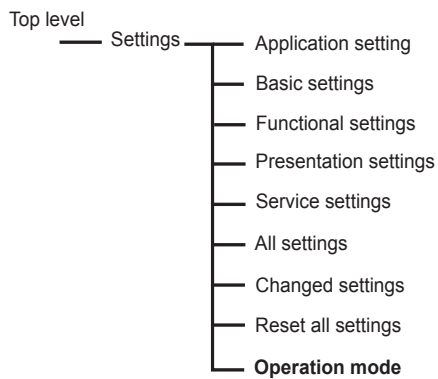 Top level
Settings
Application setting
Basic settings
Functional settings
Presentation settings
Service settings
All settings
Changed settings
Reset all settings
Operation mode